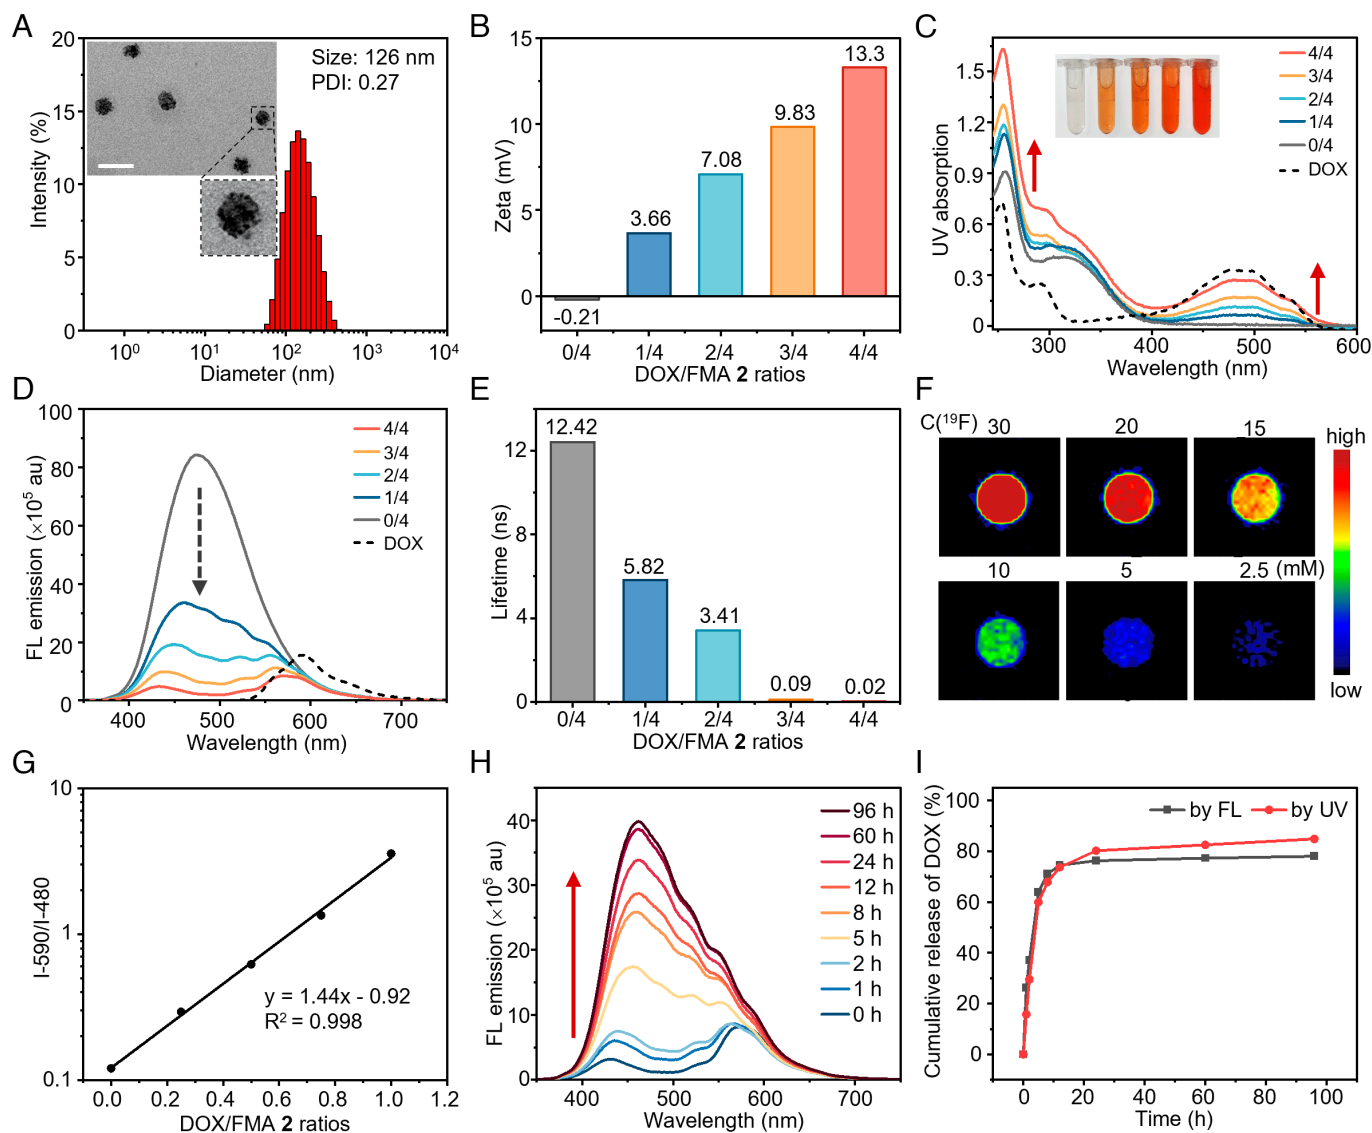 A
Size: 126 nm
PDI: 0.27
20
15
10
5
0
Intensity (%)
10⁰ 10¹ 10² 10³ 10⁴
Diameter (nm)
B
15
10
5
0
Zeta (mV)
-0.21
3.66
7.08
9.83
13.3
0/4 1/4 2/4 3/4 4/4
DOX/FMA 2 ratios
C
1.5
1.2
0.9
0.6
0.3
0
UV absorption
4/4
3/4
2/4
1/4
0/4
DOX
300 400 500 600
Wavelength (nm)
D
100
80
60
40
20
0
FL emission (×10⁵ au)
4/4
3/4
2/4
1/4
0/4
DOX
400 500 600 700
Wavelength (nm)
E
12
8
4
0
Lifetime (ns)
12.42
5.82
3.41
0.09
0.02
0/4 1/4 2/4 3/4 4/4
DOX/FMA 2 ratios
F
C(¹⁹F) 30 20 15
10 5 2.5 (mM)
high
low
G
10
1
0.1
I-590/I-480
y = 1.44x - 0.92
R² = 0.998
0.0 0.2 0.4 0.6 0.8 1.0 1.2
DOX/FMA 2 ratios
H
40
30
20
10
0
FL emission (×10⁵ au)
96 h
60 h
24 h
12 h
8 h
5 h
2 h
1 h
0 h
400 500 600 700
Wavelength (nm)
I
100
80
60
40
20
0
Cumulative release of DOX (%)
by FL by UV
0 20 40 60 80 100
Time (h)